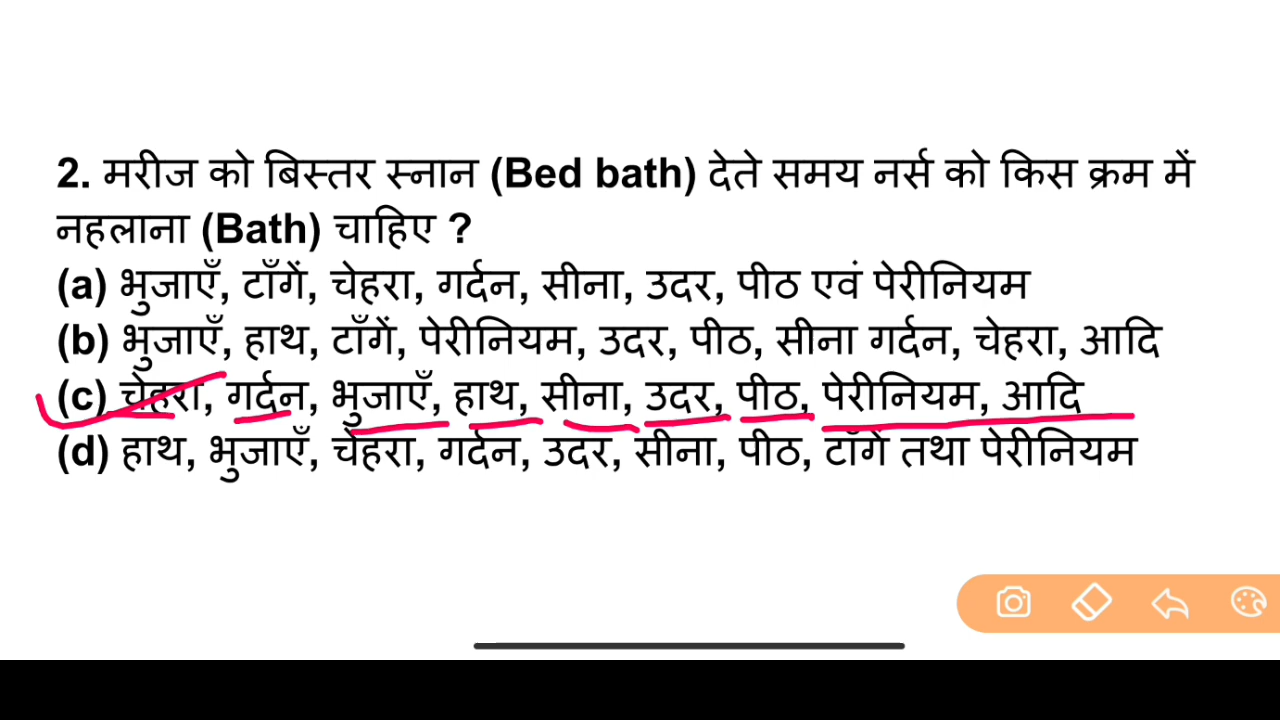 2. मरीज को बिस्तर स्नान (Bed bath) देते समय नर्स को किस क्रम में
नहलाना (Bath) चाहिए ?
(a) भुजाएँ, टाँगें, चेहरा, गर्दन, सीना, उदर, पीठ एवं पेरीनियम
(b) भुजाएँ, हाथ, टाँगें, पेरीनियम, उदर, पीठ, सीना गर्दन, चेहरा, आदि
(c) चेहरा, गर्दन, भुजाएँ, हाथ, सीना, उदर, पीठ, पेरीनियम, आदि
(d) हाथ, भुजाएँ, चेहरा, गर्दन, उदर, सीना, पीठ, टाँगें तथा पेरीनियम